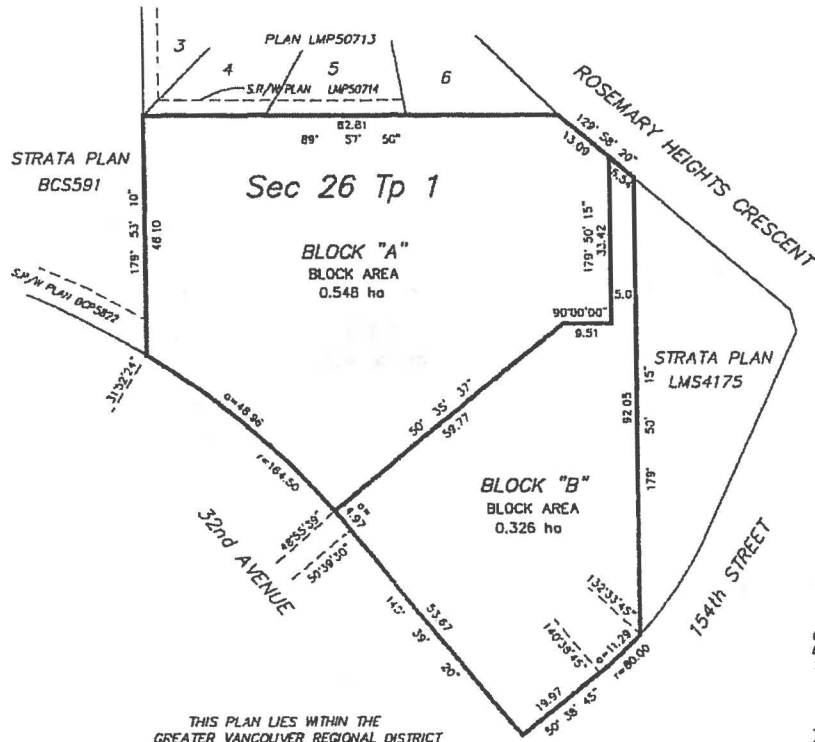 3
4
5
6
PLAN LMP50713
S.R/W PLAN LMP50714
ROSEMARY HEIGHTS CRESCENT
82.81
89° 57' 50"
129° 58' 20"
13.09
6.54
STRATA PLAN
BCS591
Sec 26 Tp 1
179° 53' 10"
48.10
BLOCK "A"
BLOCK AREA
0.548 ha
179° 50' 15"
33.42
S.R/W PLAN BCP5822
90°00'00"
9.51
5.0
STRATA PLAN
LMS4175
31°32'24"
a=48.96
r=164.50
50° 35' 37"
59.77
92.05
179° 50' 15"
BLOCK "B"
BLOCK AREA
0.326 ha
32nd AVENUE
48°55'39"
a=
4.97
50°39'30"
53.67
39' 20"
132°33'45"
140°38'45"
a=11.29
r=80.00
154th STREET
19.97
50° 38' 45"
THIS PLAN LIES WITHIN THE
GREATER VANCOUVER REGIONAL DISTRICT